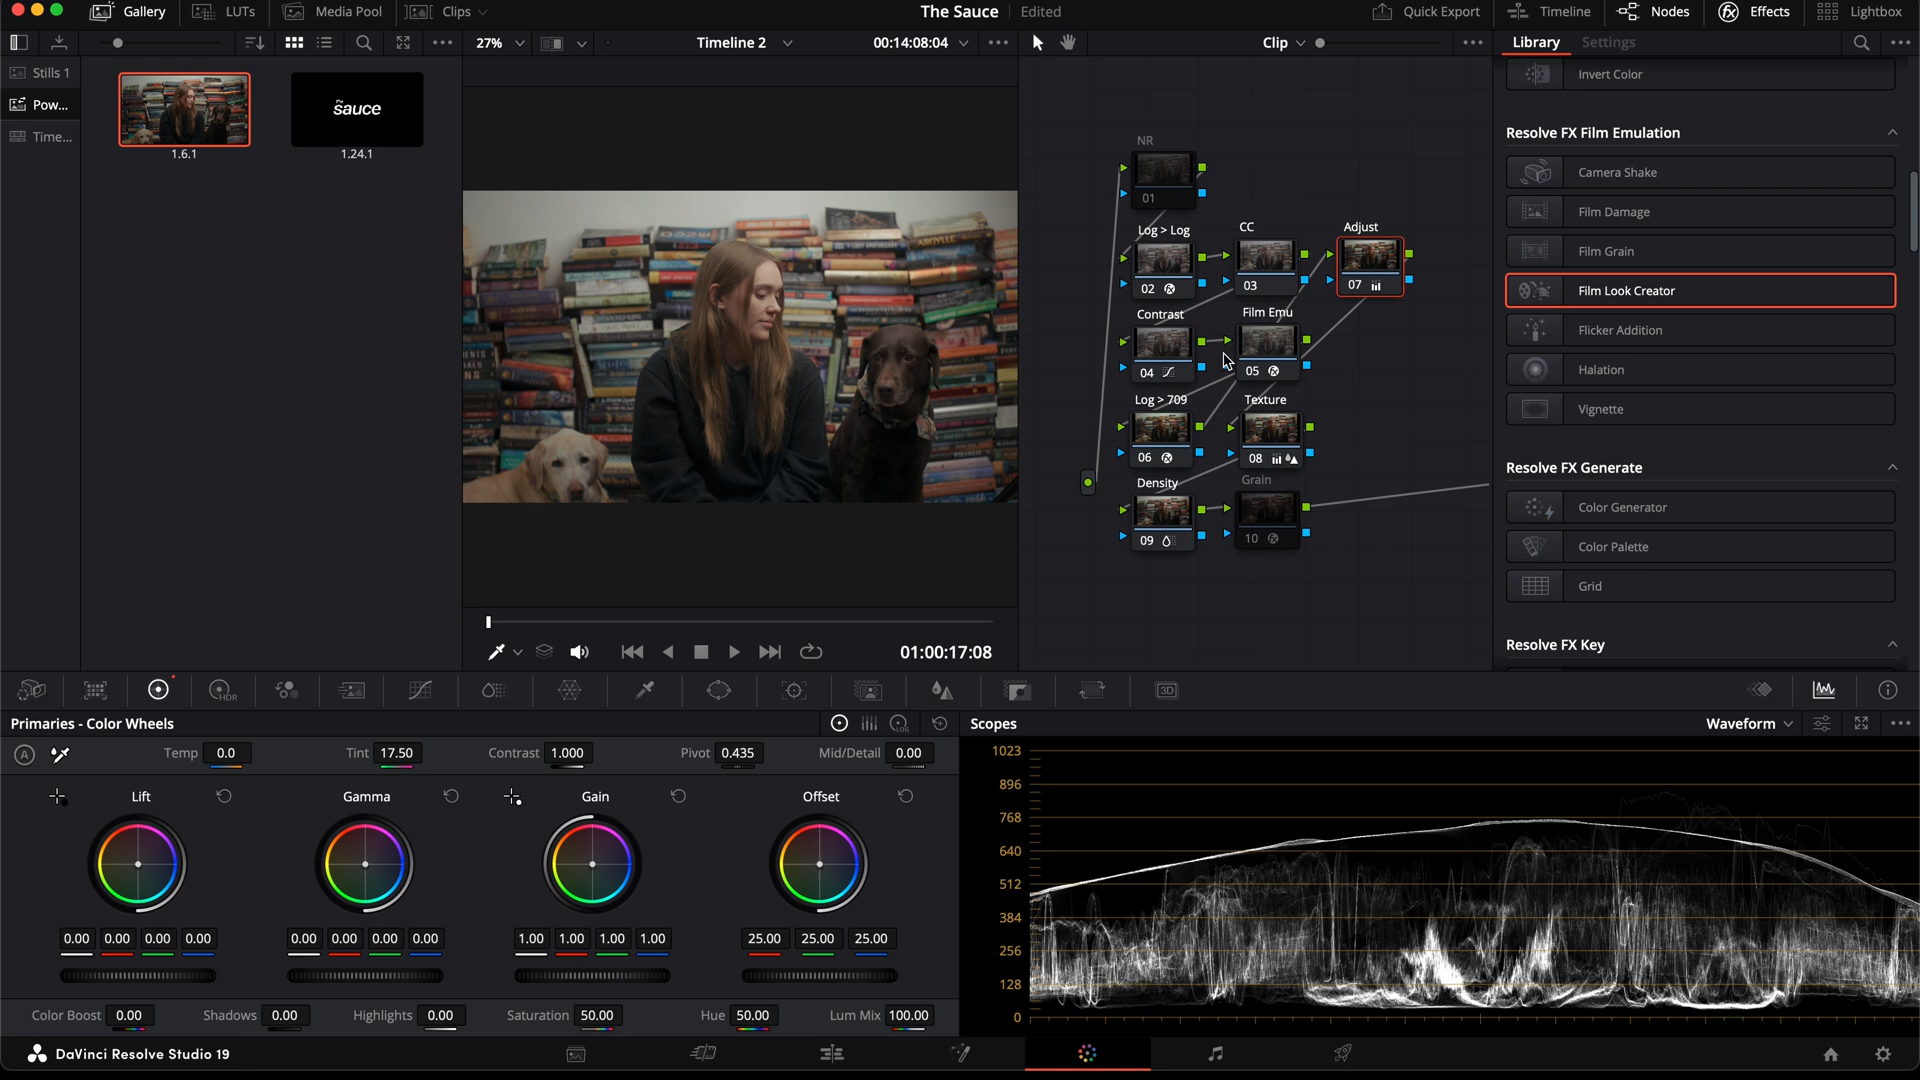 Gallery LUTs Media Pool Clips The Sauce Edited Quick Export Timeline Nodes Effects Lightbox
27% Timeline 2 00:14:08:04 Clip Library Settings
Stills 1
Pow...
Time...
the sauce
1.6.1 1.24.1
ARGYLLE
NR
01
Log > Log CC Adjust
02 03 07
Contrast Film Emu
04 05
Log > 709 Texture
06 08
Density Grain
09 10
Invert Color
Resolve FX Film Emulation
Camera Shake
Film Damage
Film Grain
Film Look Creator
Flicker Addition
Halation
Vignette
Resolve FX Generate
Color Generator
Color Palette
Grid
Resolve FX Key
01:00:17:08
HDR 3D
Primaries - Color Wheels LOG
A Temp 0.0 Tint 17.50 Contrast 1.000 Pivot 0.435 Mid/Detail 0.00
Lift Gamma Gain Offset
0.00 0.00 0.00 0.00 0.00 0.00 0.00 0.00 1.00 1.00 1.00 1.00 25.00 25.00 25.00
Color Boost 0.00 Shadows 0.00 Highlights 0.00 Saturation 50.00 Hue 50.00 Lum Mix 100.00
Scopes Waveform
1023
896
768
640
512
384
256
128
0
DaVinci Resolve Studio 19